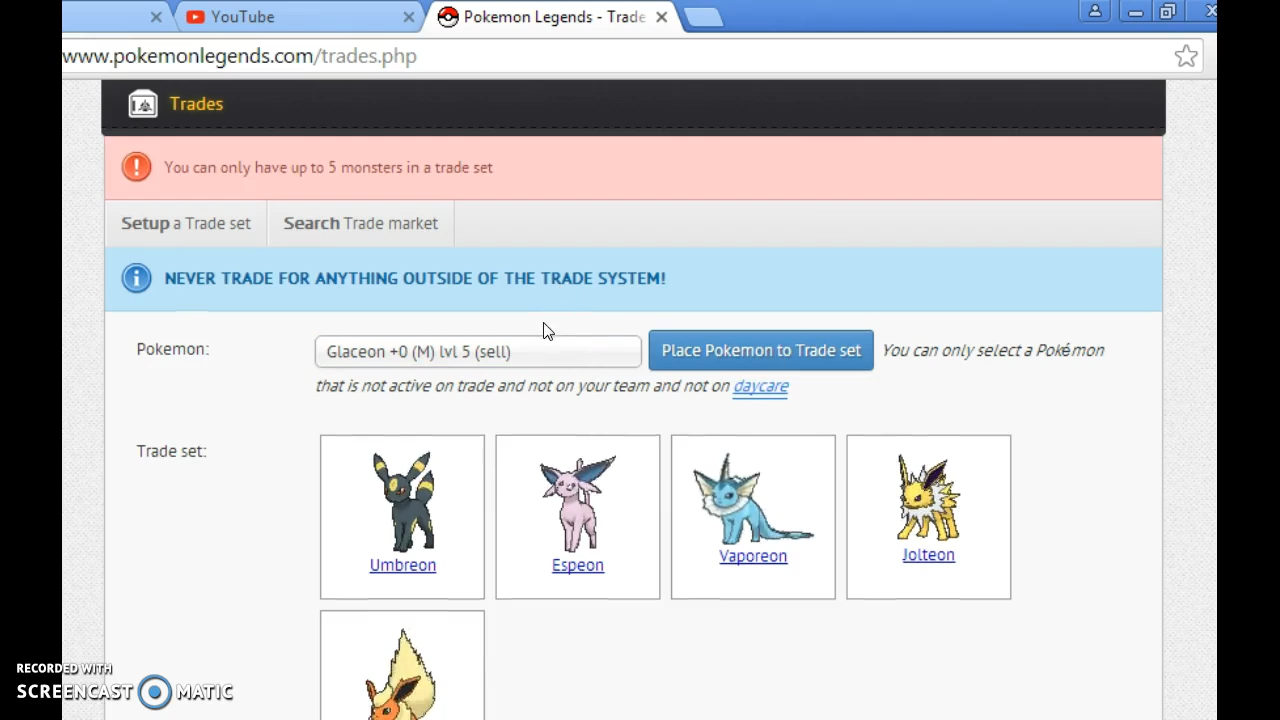 YouTube
Pokemon Legends - Trade
www.pokemonlegends.com/trades.php
Trades
You can only have up to 5 monsters in a trade set
Setup a Trade set
Search Trade market
NEVER TRADE FOR ANYTHING OUTSIDE OF THE TRADE SYSTEM!
Pokemon:
Glaceon +0 (M) lvl 5 (sell)
Place Pokemon to Trade set
You can only select a Pokémon
that is not active on trade and not on your team and not on daycare
Trade set:
Umbreon
Espeon
Vaporeon
Jolteon
RECORDED WITH
SCREENCAST MATIC